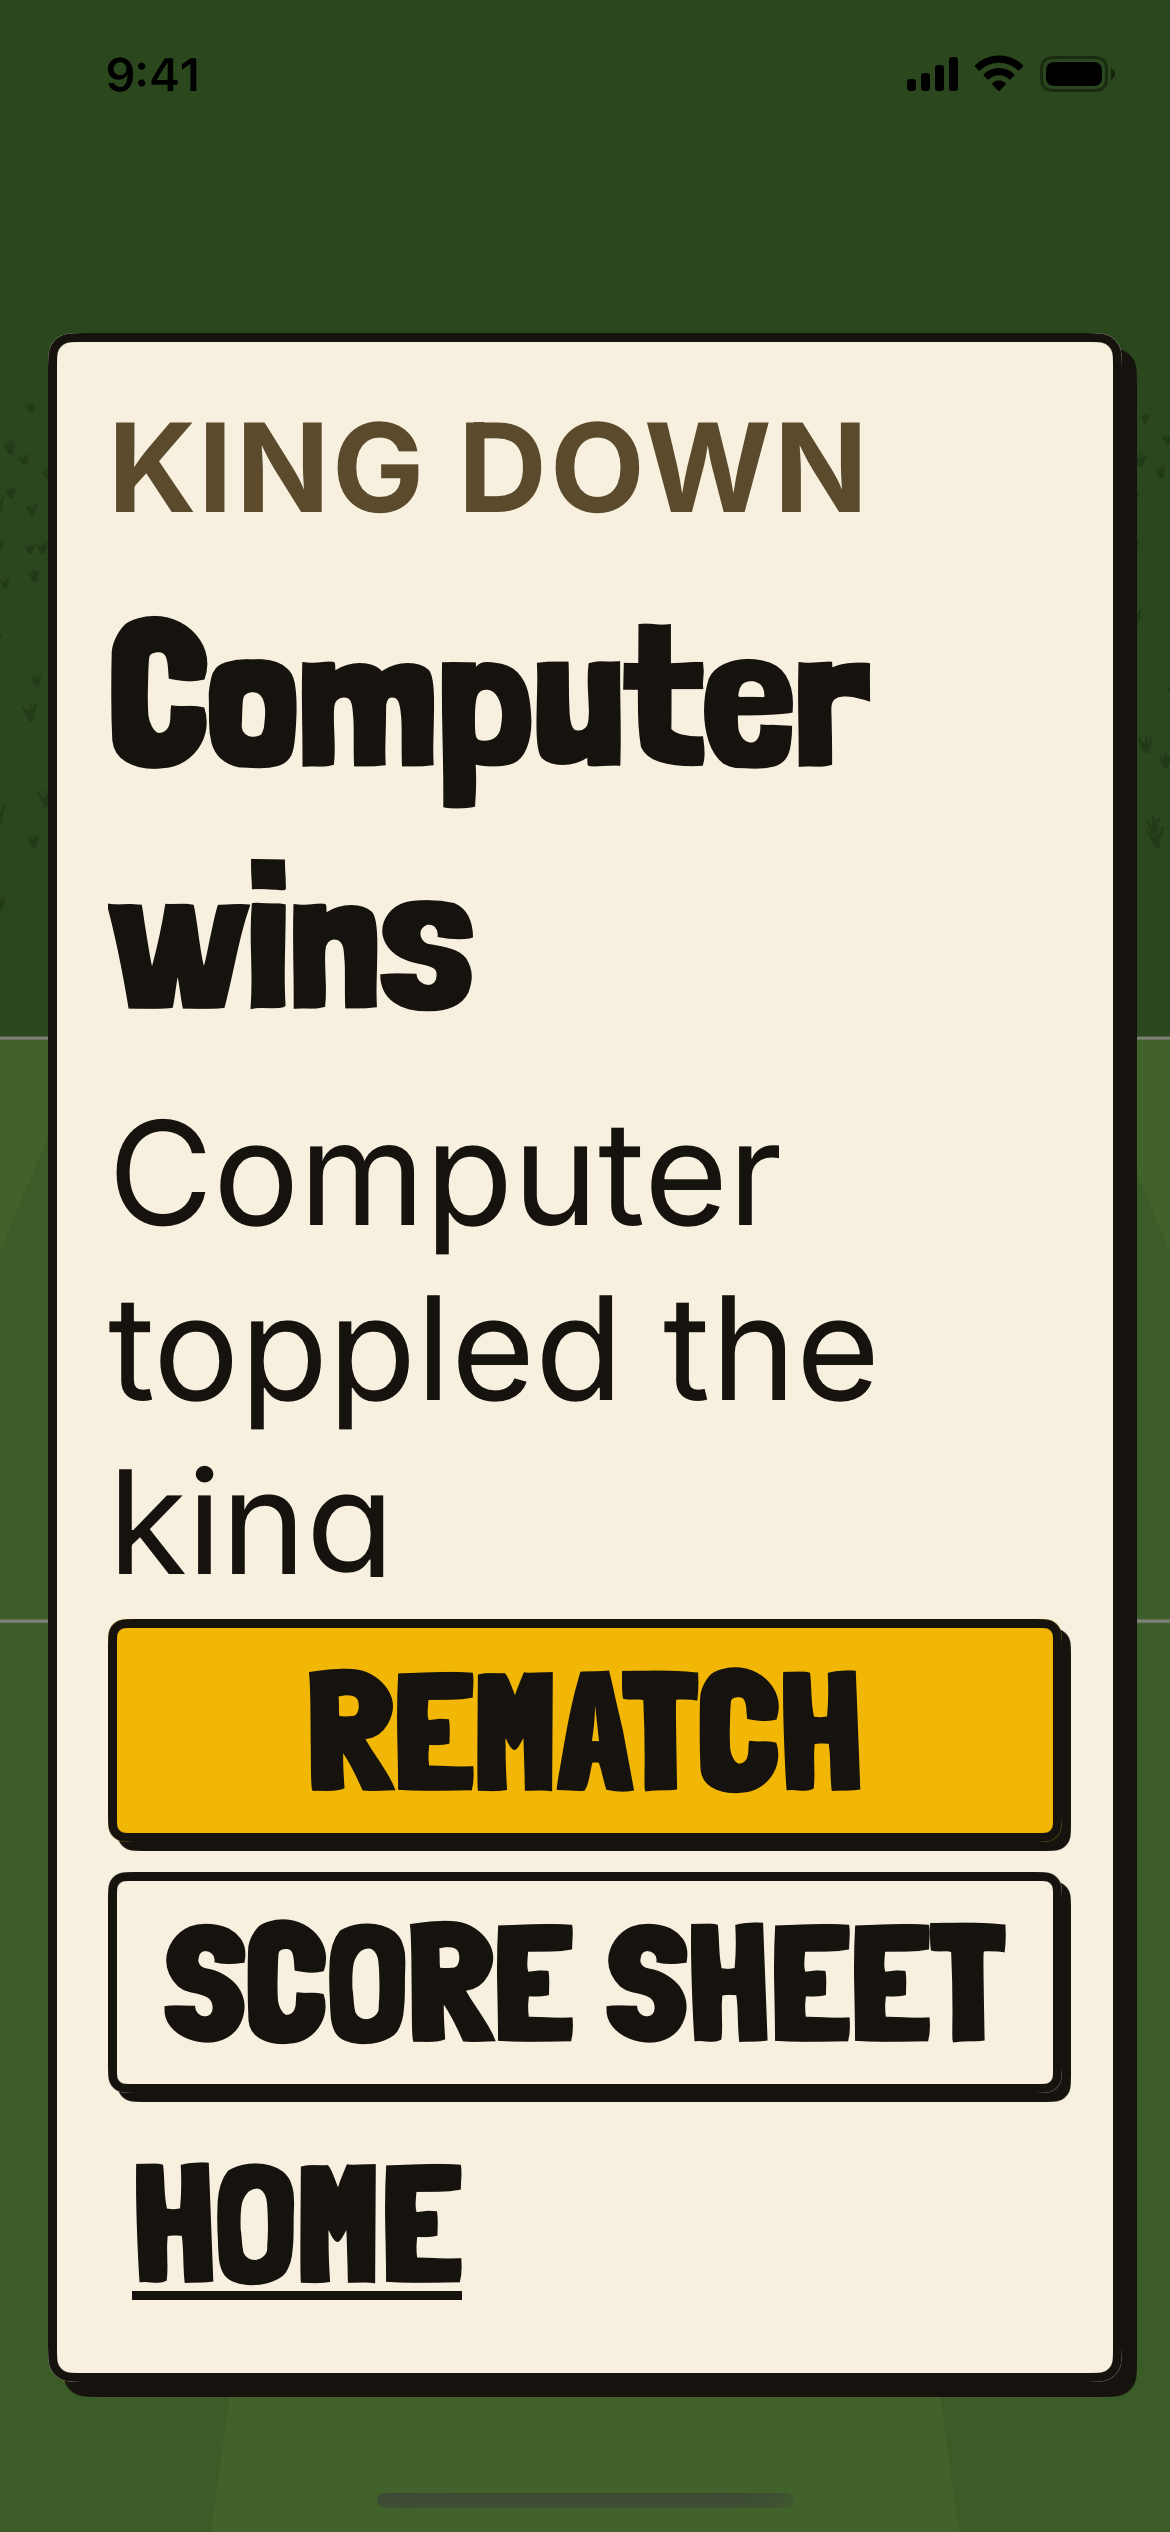 9:41
KING DOWN
Computer
wins
Computer
toppled the
king
REMATCH
SCORE SHEET
HOME